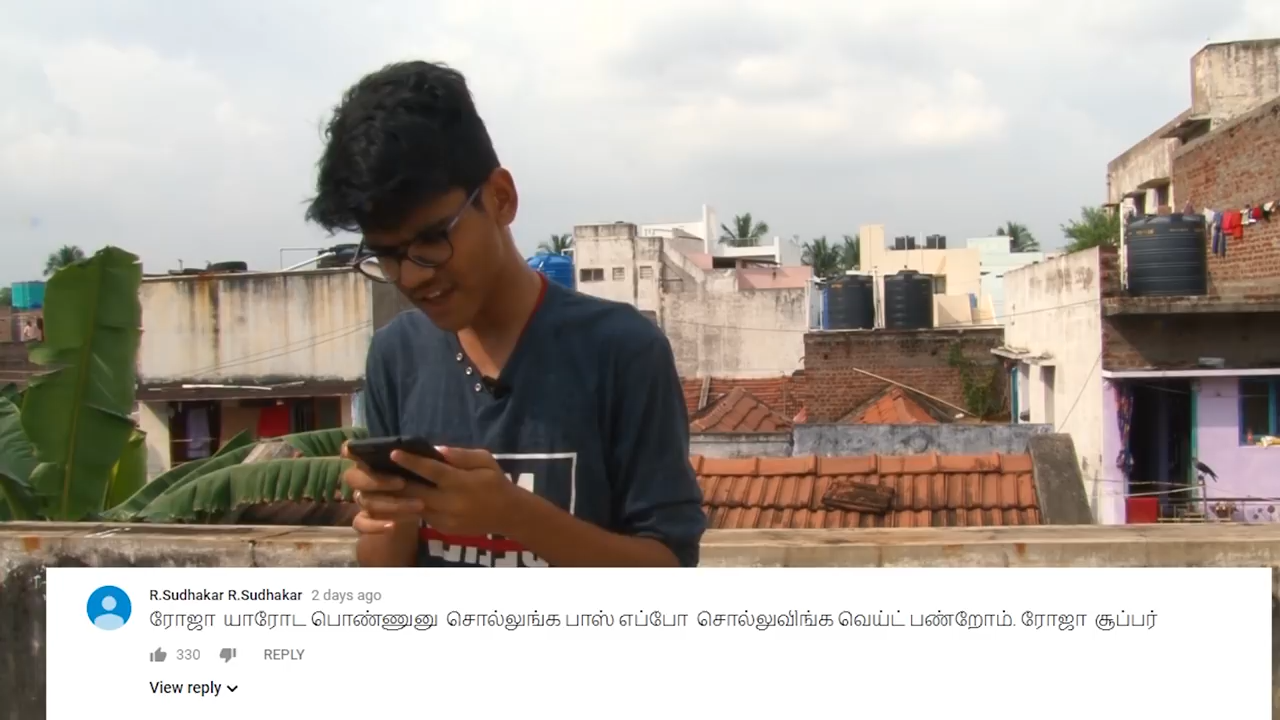 R.Sudhakar R.Sudhakar 2 days ago
ரோஜா யாரோட பொண்ணுனு சொல்லுங்க பாஸ் எப்போ சொல்லுவிங்க வெய்ட் பண்றோம். ரோஜா சூப்பர்
330 REPLY
View reply